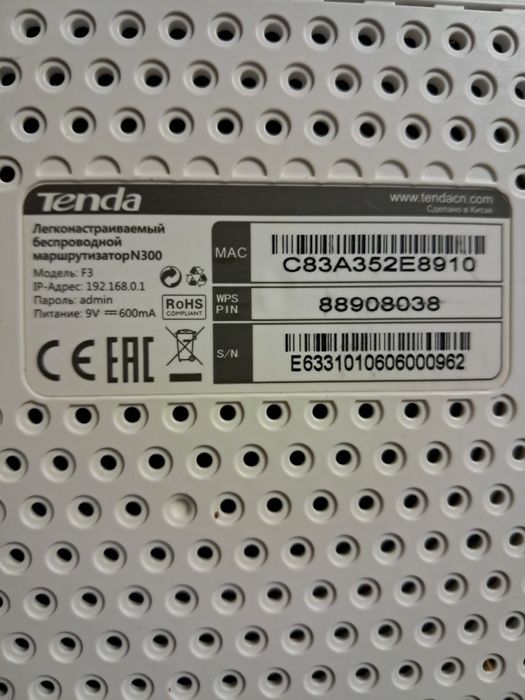 Tenda
www.tendacn.com
Сделано в Китае
Легконастраиваемый
беспроводной
маршрутизаторN300
Модель: F3
IP-Адрес: 192.168.0.1
Пароль: admin
Питание: 9V ⎓ 600mA
RoHS
COMPLIANT
CE EAC
MAC
C83A352E8910
WPS
PIN
88908038
S/N
E6331010606000962